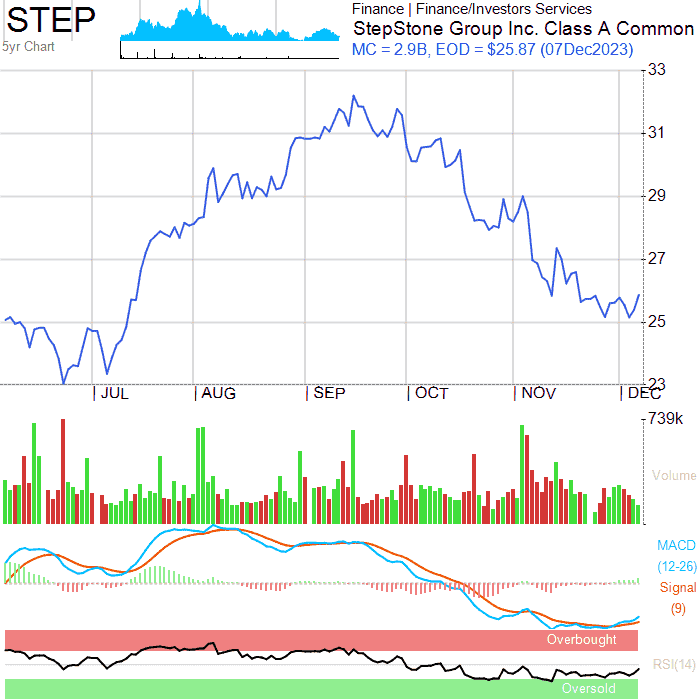 STEP
5yr Chart
Finance | Finance/Investors Services
StepStone Group Inc. Class A Common
MC = 2.9B, EOD = $25.87 (07Dec2023)
33
31
29
27
25
23
JUL
AUG
SEP
OCT
NOV
DEC
739k
Volume
MACD
(12-26)
Signal
(9)
Overbought
RSI(14)
Oversold